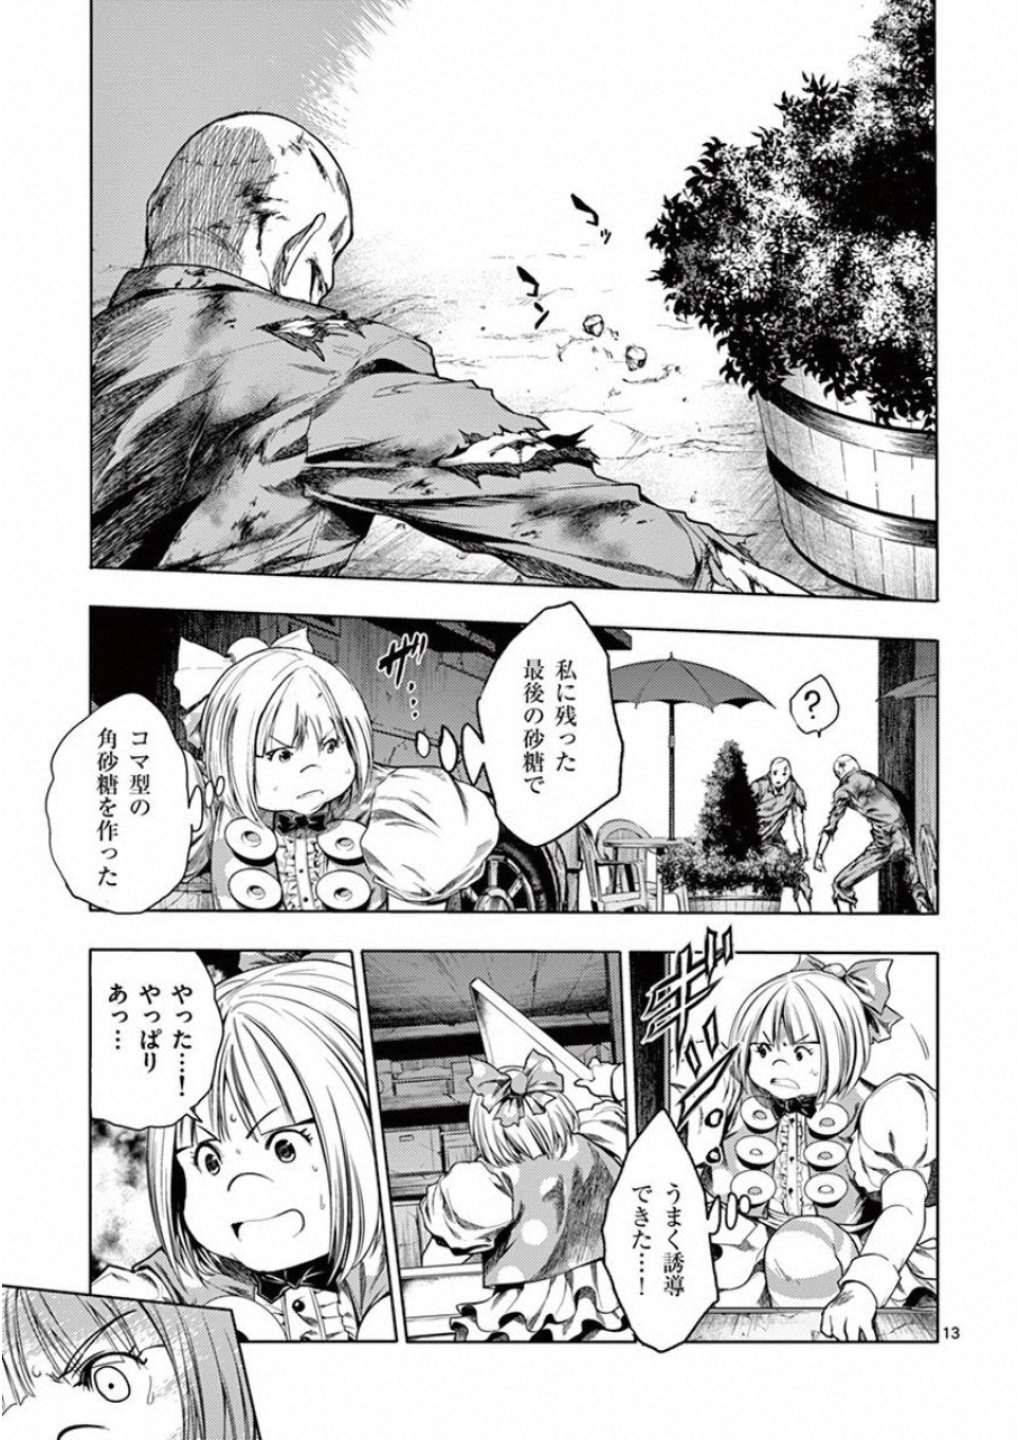 コッ
コン
？
私に残った
最後の砂糖で
ザ…
コマ型の
角砂糖を作った
うまく誘導
できた…！
やった…！
やっぱり
あっ…
13